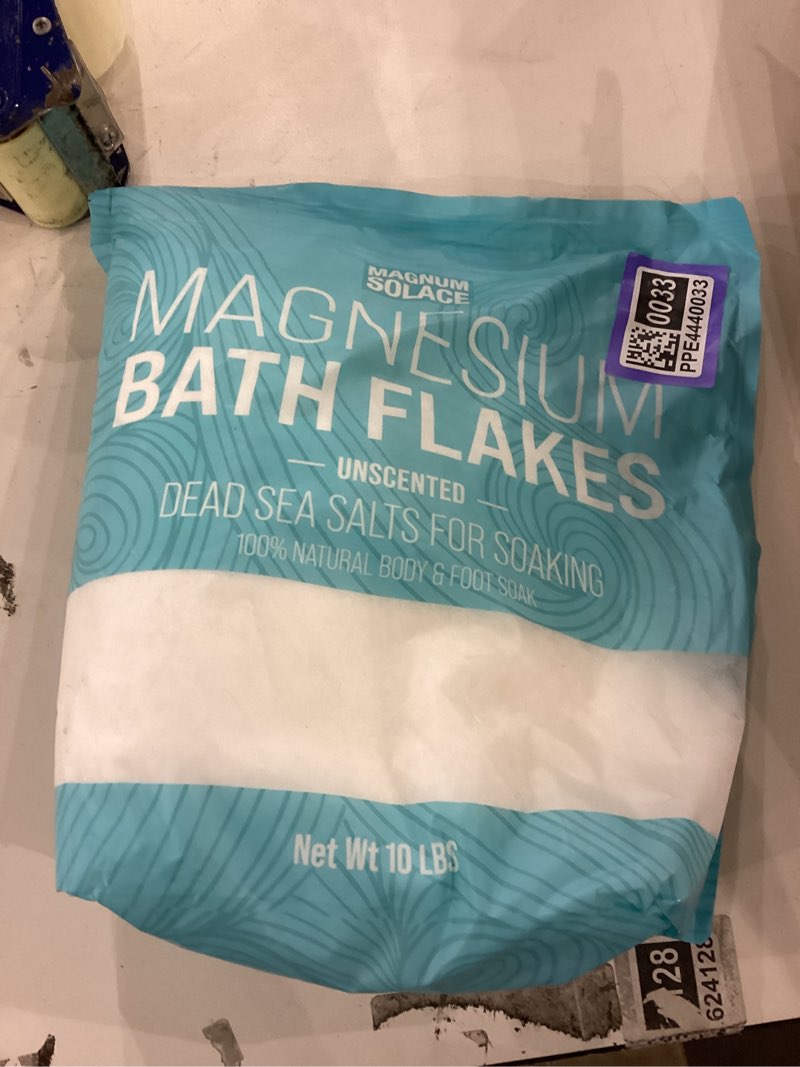 MAGNUM
SOLACE
MAGNESIUM
BATH FLAKES
UNSCENTED
DEAD SEA SALTS FOR SOAKING
100% NATURAL BODY & FOOT SOAK
Net Wt 10 LBS
0033
PPE4440033
128
624128